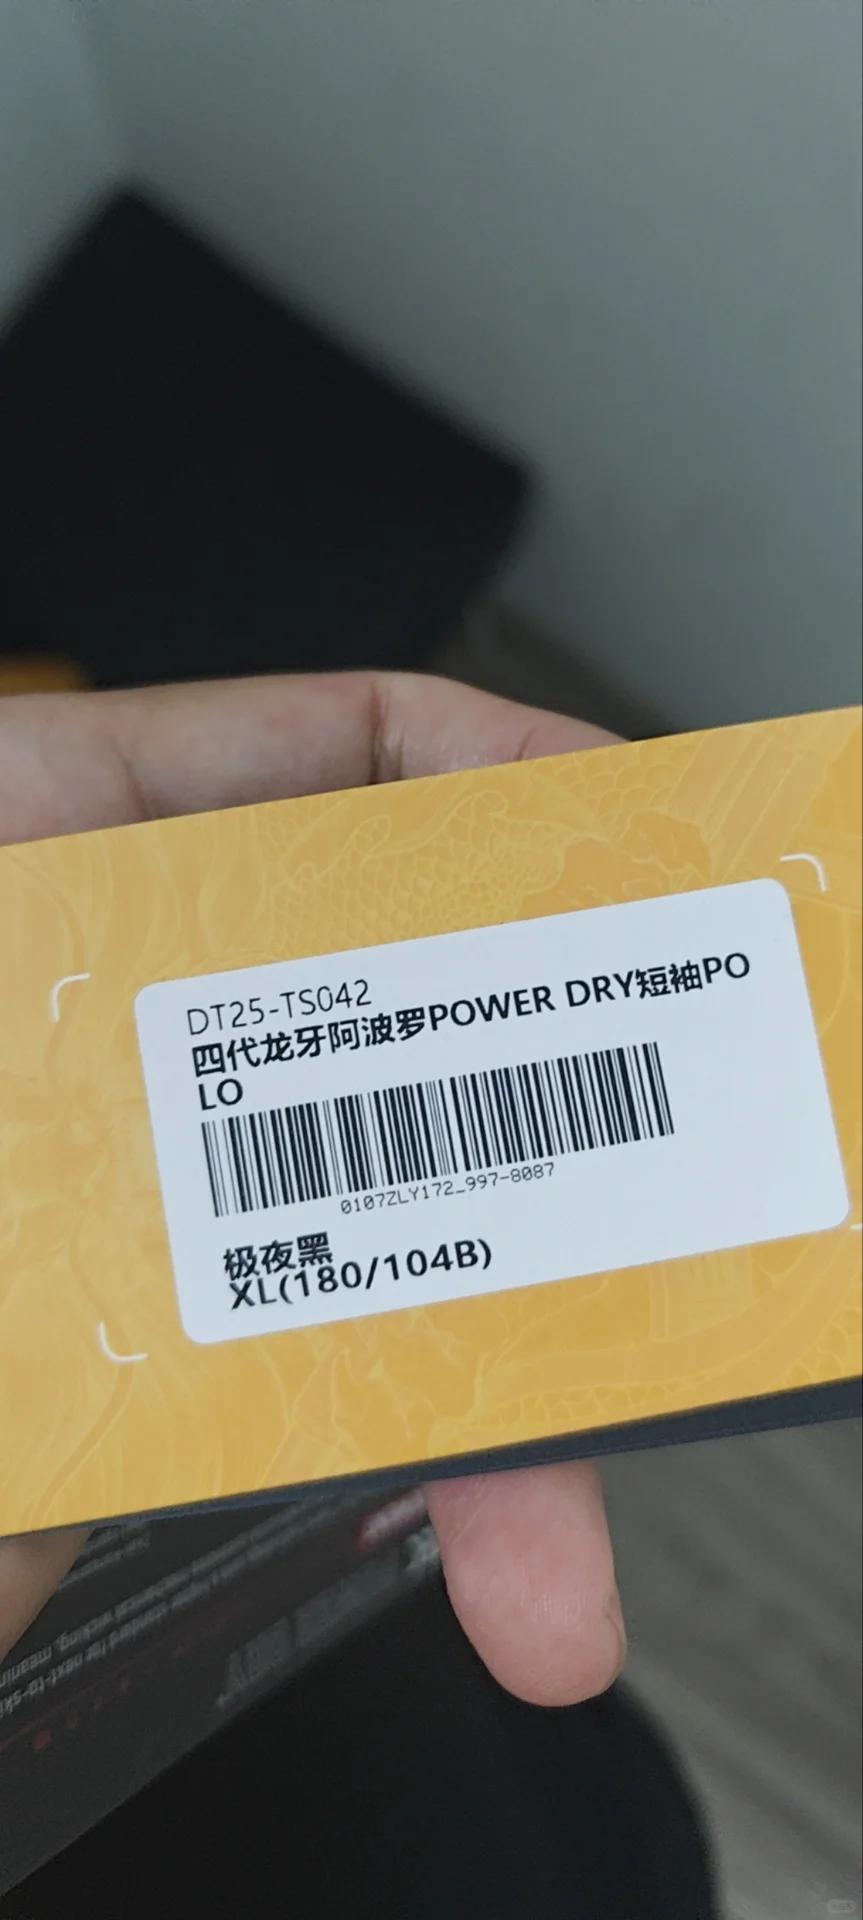 DT25-TS042
四代龙牙阿波罗POWER DRY短袖PO
LO
0107ZLY172_997-8087
极夜黑
XL(180/104B)